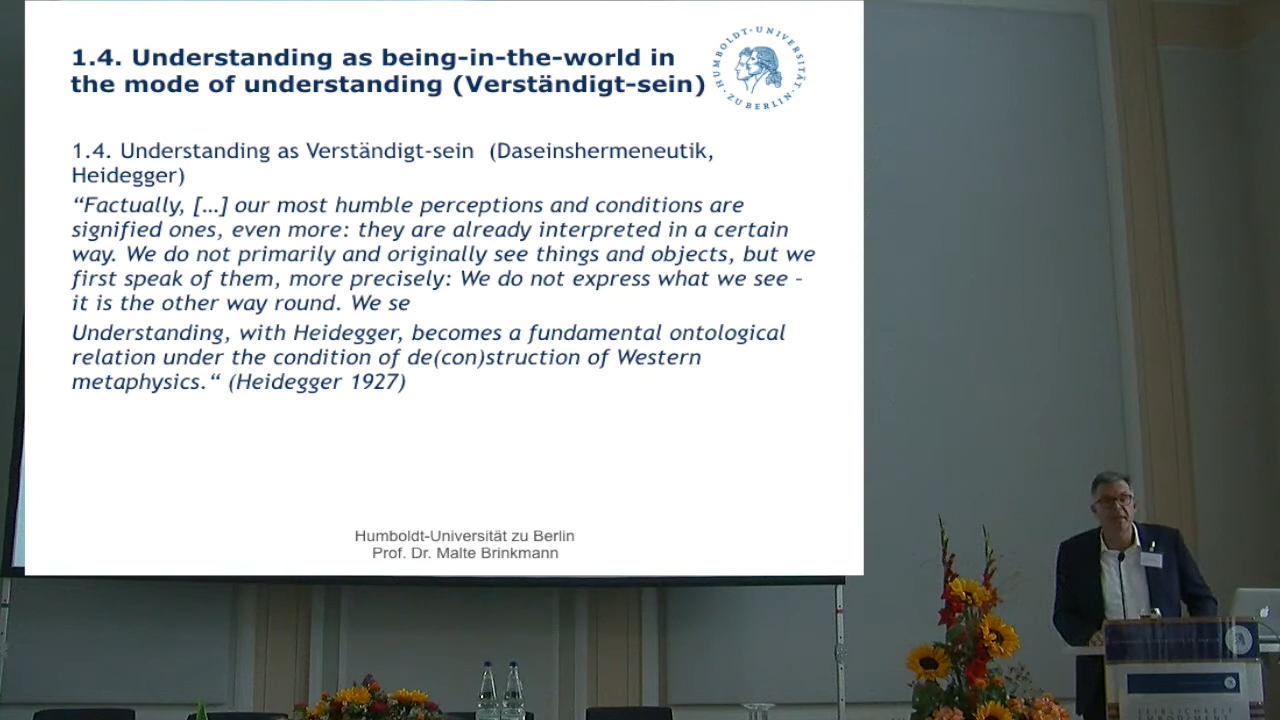 1.4. Understanding as being-in-the-world in
the mode of understanding (Verständigt-sein)
HUMBOLDT-UNIVERSITÄT
ZU BERLIN
1.4. Understanding as Verständigt-sein (Daseinshermeneutik,
Heidegger)
“Factually, […] our most humble perceptions and conditions are
signified ones, even more: they are already interpreted in a certain
way. We do not primarily and originally see things and objects, but we
first speak of them, more precisely: We do not express what we see –
it is the other way round. We se
Understanding, with Heidegger, becomes a fundamental ontological
relation under the condition of de(con)struction of Western
metaphysics.“ (Heidegger 1927)
Humboldt-Universität zu Berlin
Prof. Dr. Malte Brinkmann